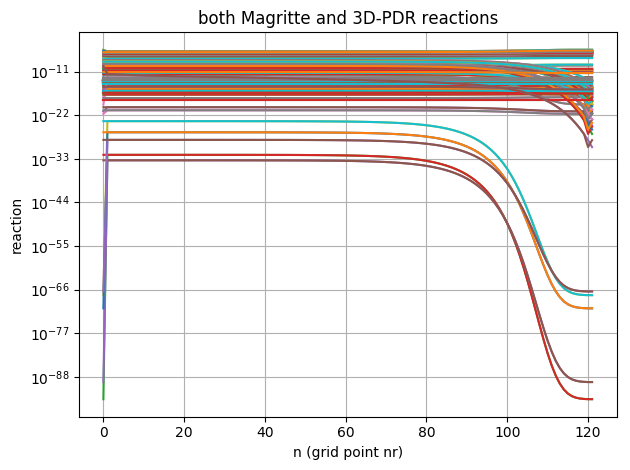 both Magritte and 3D-PDR reactions
reaction
10⁻¹¹
10⁻²²
10⁻³³
10⁻⁴⁴
10⁻⁵⁵
10⁻⁶⁶
10⁻⁷⁷
10⁻⁸⁸
0 20 40 60 80 100 120
n (grid point nr)